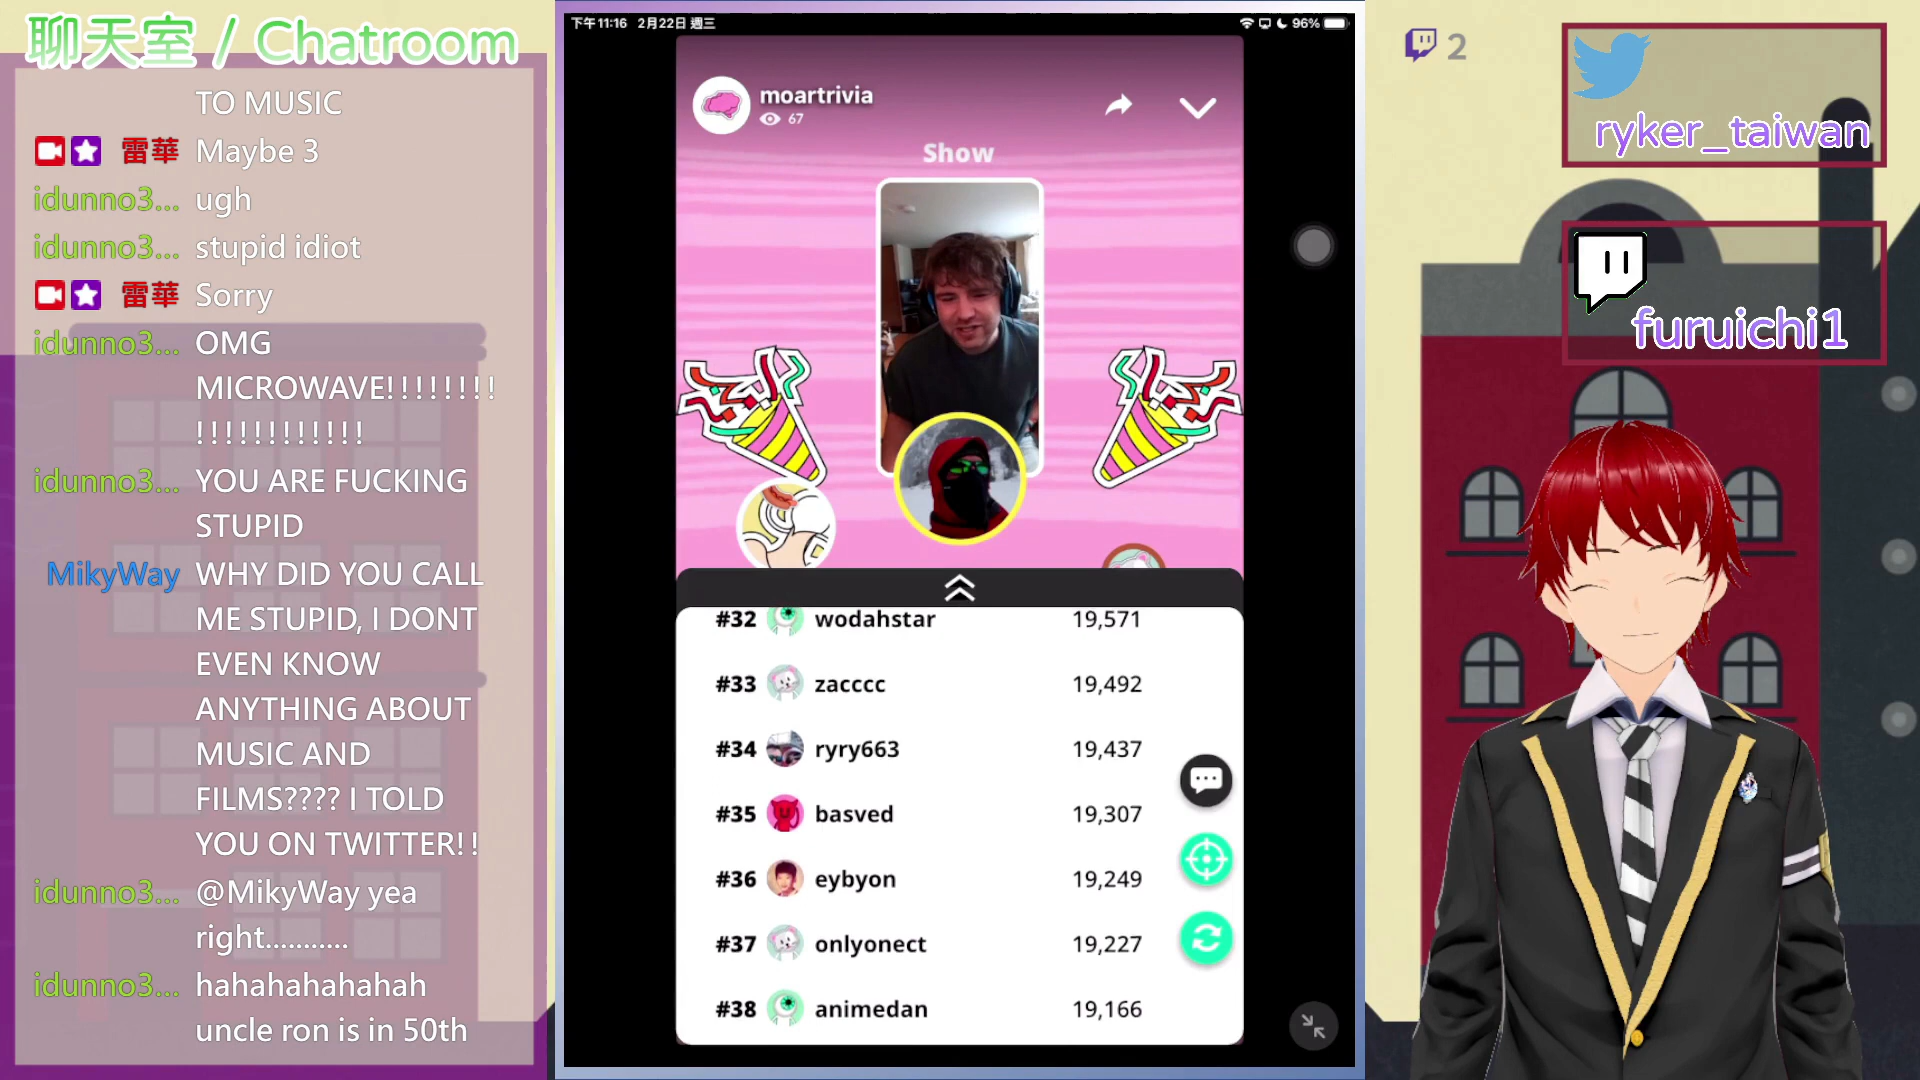 聊天室 / Chatroom
TO MUSIC
雷華 Maybe 3
idunno3... ugh
idunno3... stupid idiot
雷華 Sorry
idunno3... OMG
MICROWAVE!!!!!!!!
!!!!!!!!!!!!
idunno3... YOU ARE FUCKING
STUPID
MikyWay WHY DID YOU CALL
ME STUPID, I DONT
EVEN KNOW
ANYTHING ABOUT
MUSIC AND
FILMS???? I TOLD
YOU ON TWITTER!!
idunno3... @MikyWay yea
right...........
idunno3... hahahahahahah
uncle ron is in 50th
下午11:16 2月22日 週三
96%
moartrivia
67
Show
#32 wodahstar 19,571
#33 zacccc 19,492
#34 ryry663 19,437
#35 basved 19,307
#36 eybyon 19,249
#37 onlyonect 19,227
#38 animedan 19,166
2
ryker_taiwan
furuichi1